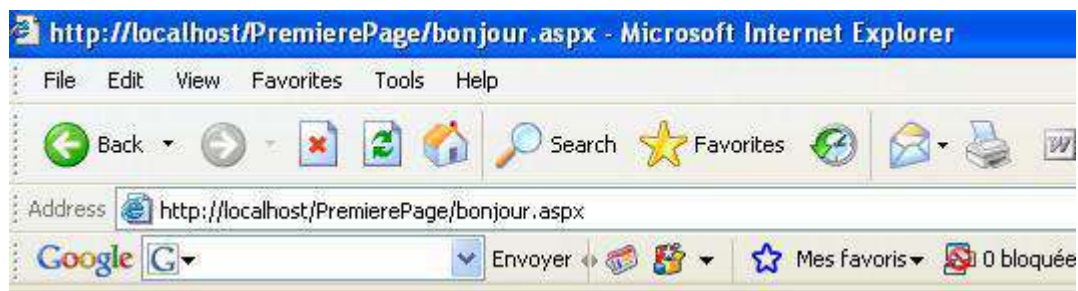 http://localhost/PremierePage/bonjour.aspx - Microsoft Internet Explorer
File Edit View Favorites Tools Help
Back Search Favorites W
Address http://localhost/PremierePage/bonjour.aspx
Google G Envoyer Mes favoris 0 bloquée